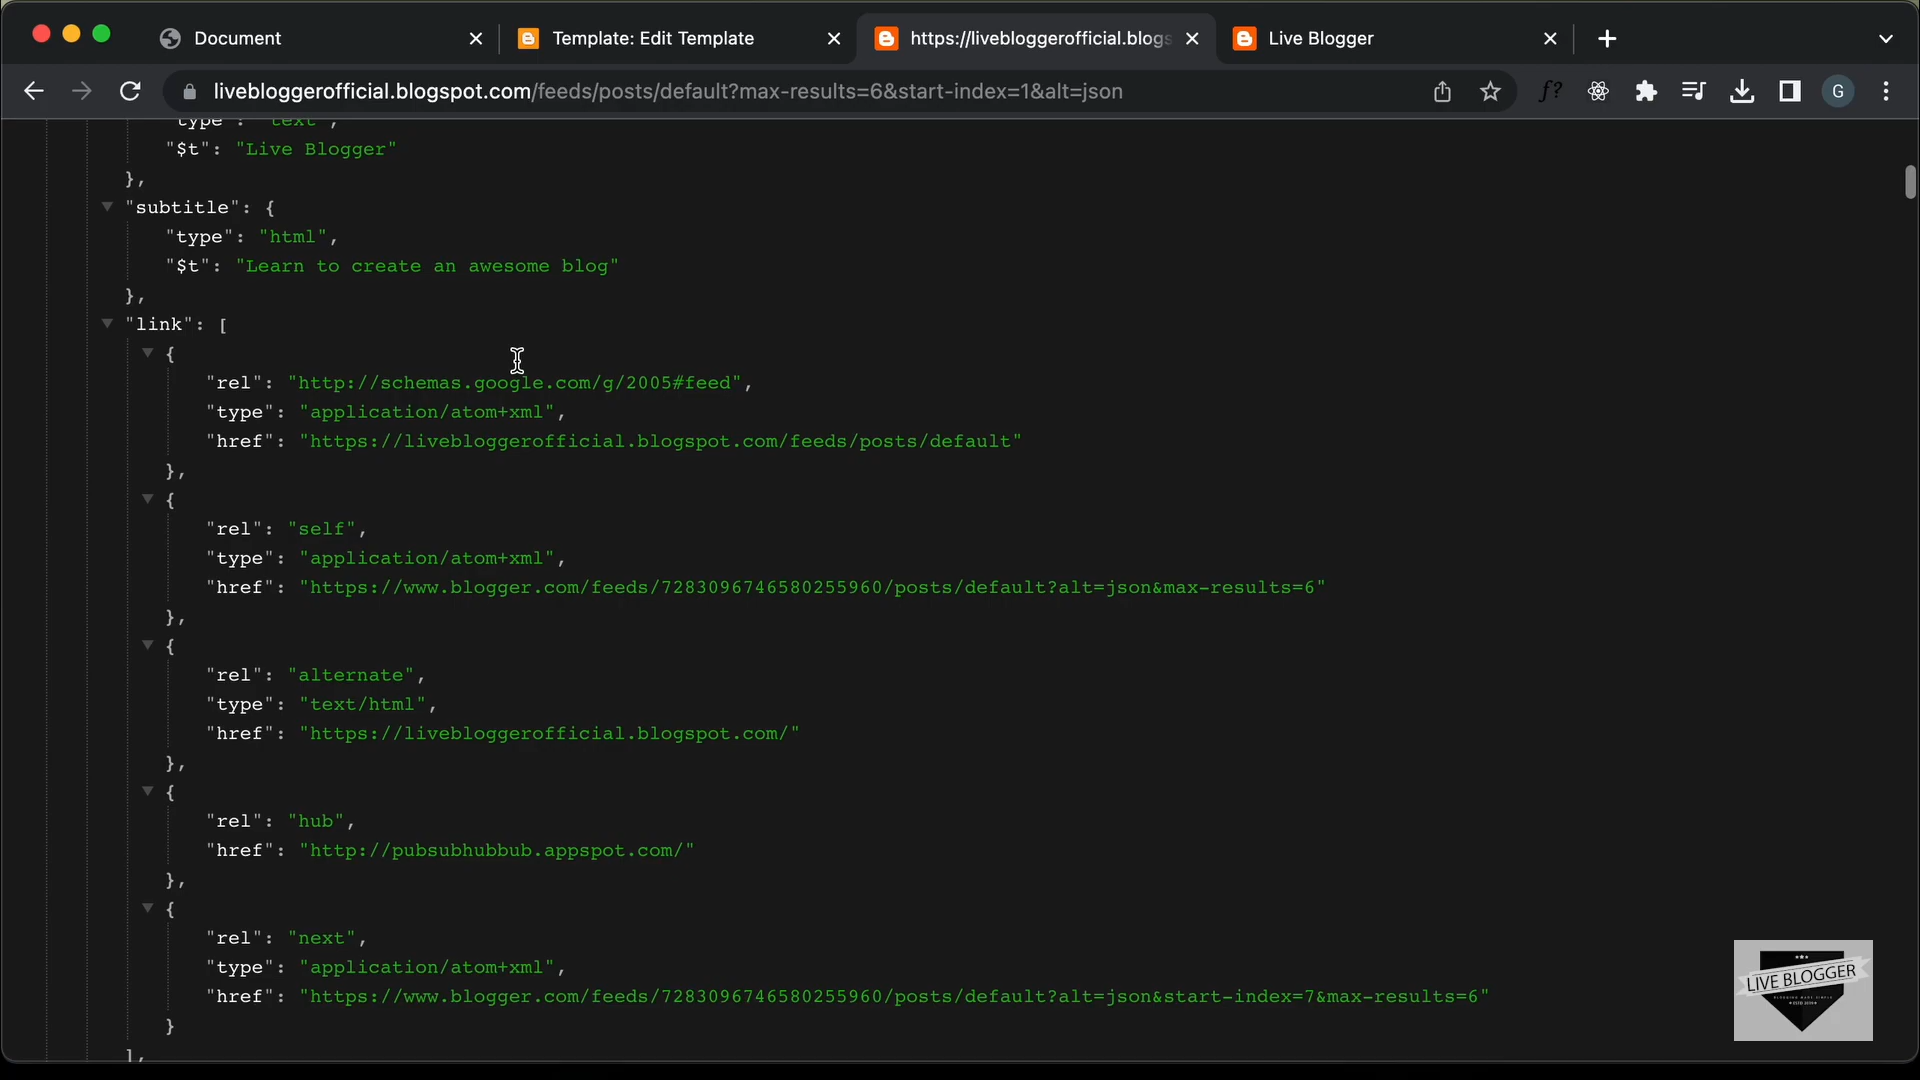 Document
Template: Edit Template
https://livebloggerofficial.blogs
Live Blogger
livebloggerofficial.blogspot.com/feeds/posts/default?max-results=6&start-index=1&alt=json
f?
G
"type": "text",
"$t": "Live Blogger"
},
"subtitle": {
"type": "html",
"$t": "Learn to create an awesome blog"
},
"link": [
{
"rel": "http://schemas.google.com/g/2005#feed",
"type": "application/atom+xml",
"href": "https://livebloggerofficial.blogspot.com/feeds/posts/default"
},
{
"rel": "self",
"type": "application/atom+xml",
"href": "https://www.blogger.com/feeds/7283096746580255960/posts/default?alt=json&max-results=6"
},
{
"rel": "alternate",
"type": "text/html",
"href": "https://livebloggerofficial.blogspot.com/"
},
{
"rel": "hub",
"href": "http://pubsubhubbub.appspot.com/"
},
{
"rel": "next",
"type": "application/atom+xml",
"href": "https://www.blogger.com/feeds/7283096746580255960/posts/default?alt=json&start-index=7&max-results=6"
}
],
LIVE BLOGGER